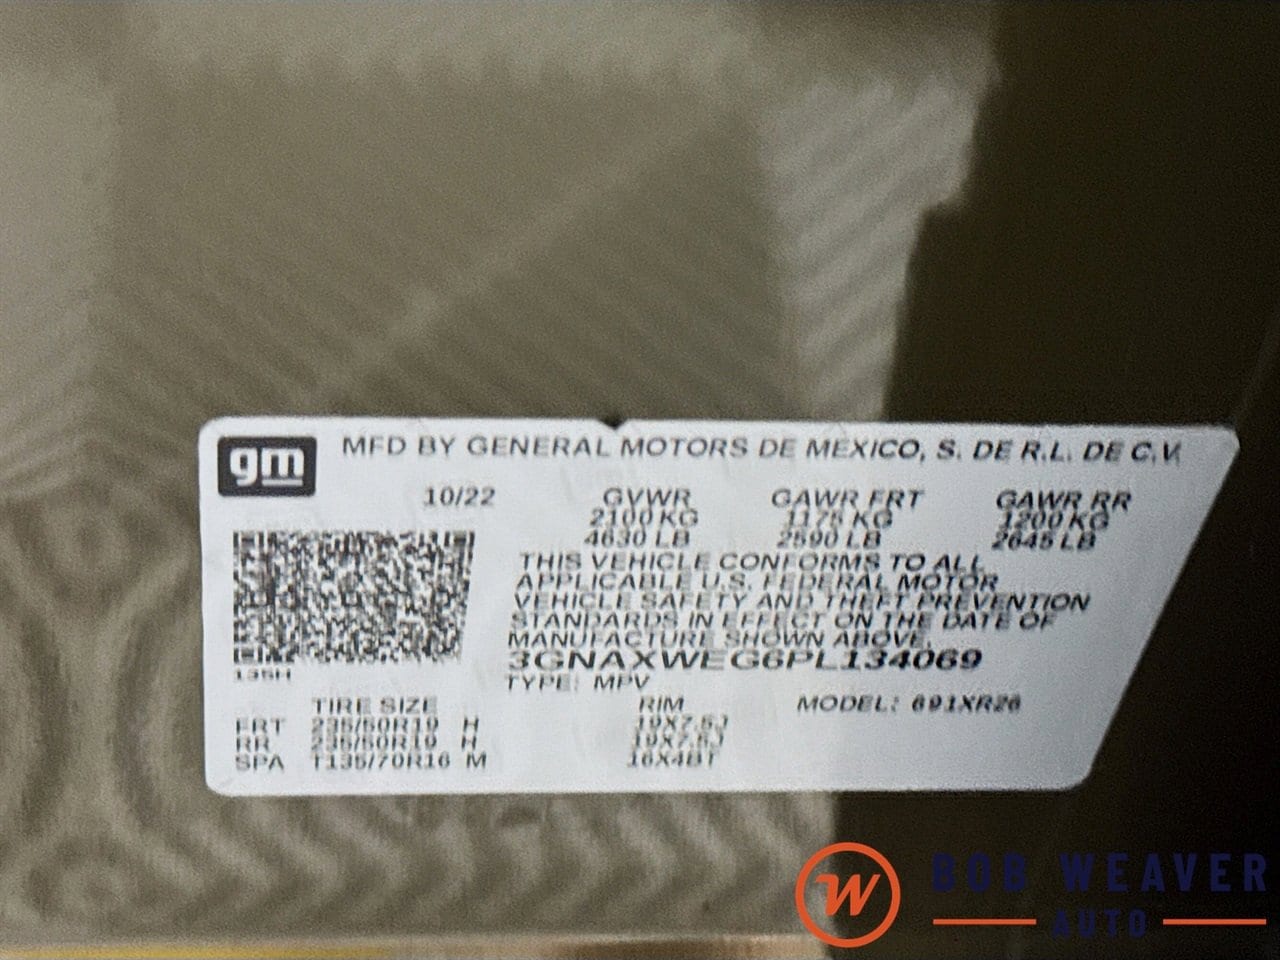 gm MFD BY GENERAL MOTORS DE MEXICO, S. DE R.L. DE C.V.
10/22 GVWR GAWR FRT GAWR RR
2100 KG 1175 KG 1200 KG
4630 LB 2590 LB 2645 LB
THIS VEHICLE CONFORMS TO ALL
APPLICABLE U.S. FEDERAL MOTOR
VEHICLE SAFETY AND THEFT PREVENTION
STANDARDS IN EFFECT ON THE DATE OF
MANUFACTURE SHOWN ABOVE.
3GNAXWEG6PL134069
135H
TYPE: MPV
TIRE SIZE RIM MODEL: 691XR26
FRT 235/50R19 H 19X7.5J
RR 235/50R19 H 19X7.5J
SPA T135/70R16 M 16X4BT
W BOB WEAVER
AUTO